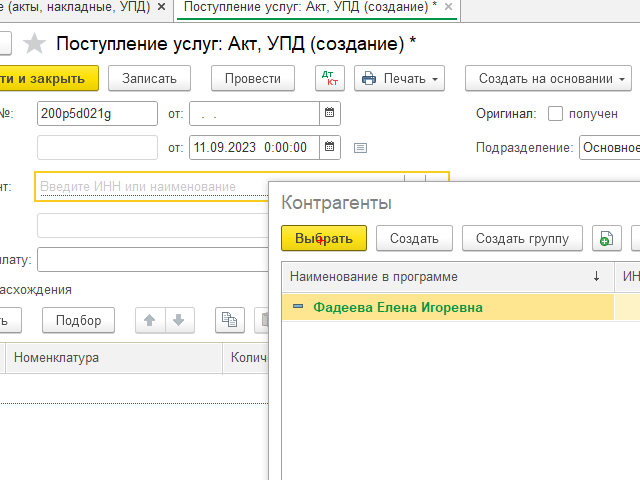 е (акты, накладные, УПД) × Поступление услуг: Акт, УПД (создание) * ×
Поступление услуг: Акт, УПД (создание) *
ти и закрыть Записать Провести Дт Кт Печать Создать на основании
№: 200p5d021g от: . . Оригинал: получен
от: 11.09.2023 0:00:00 Подразделение: Основное
нт: Введите ИНН или наименование
Контрагенты
Выбрать Создать Создать группу
лату:
Наименование в программе ↓ ИН
асхождения
Фадеева Елена Игоревна
ть Подбор
Номенклатура Колич